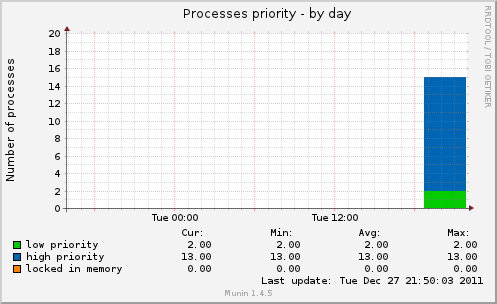 Processes priority - by day
RRDTOOL / TOBI OETIKER
Number of processes
20
18
16
14
12
10
8
6
4
2
0
Tue 00:00 Tue 12:00
Cur: Min: Avg: Max:
low priority 2.00 2.00 2.00 2.00
high priority 13.00 13.00 13.00 13.00
locked in memory 0.00 0.00 0.00 0.00
Last update: Tue Dec 27 21:50:03 2011
Munin 1.4.5